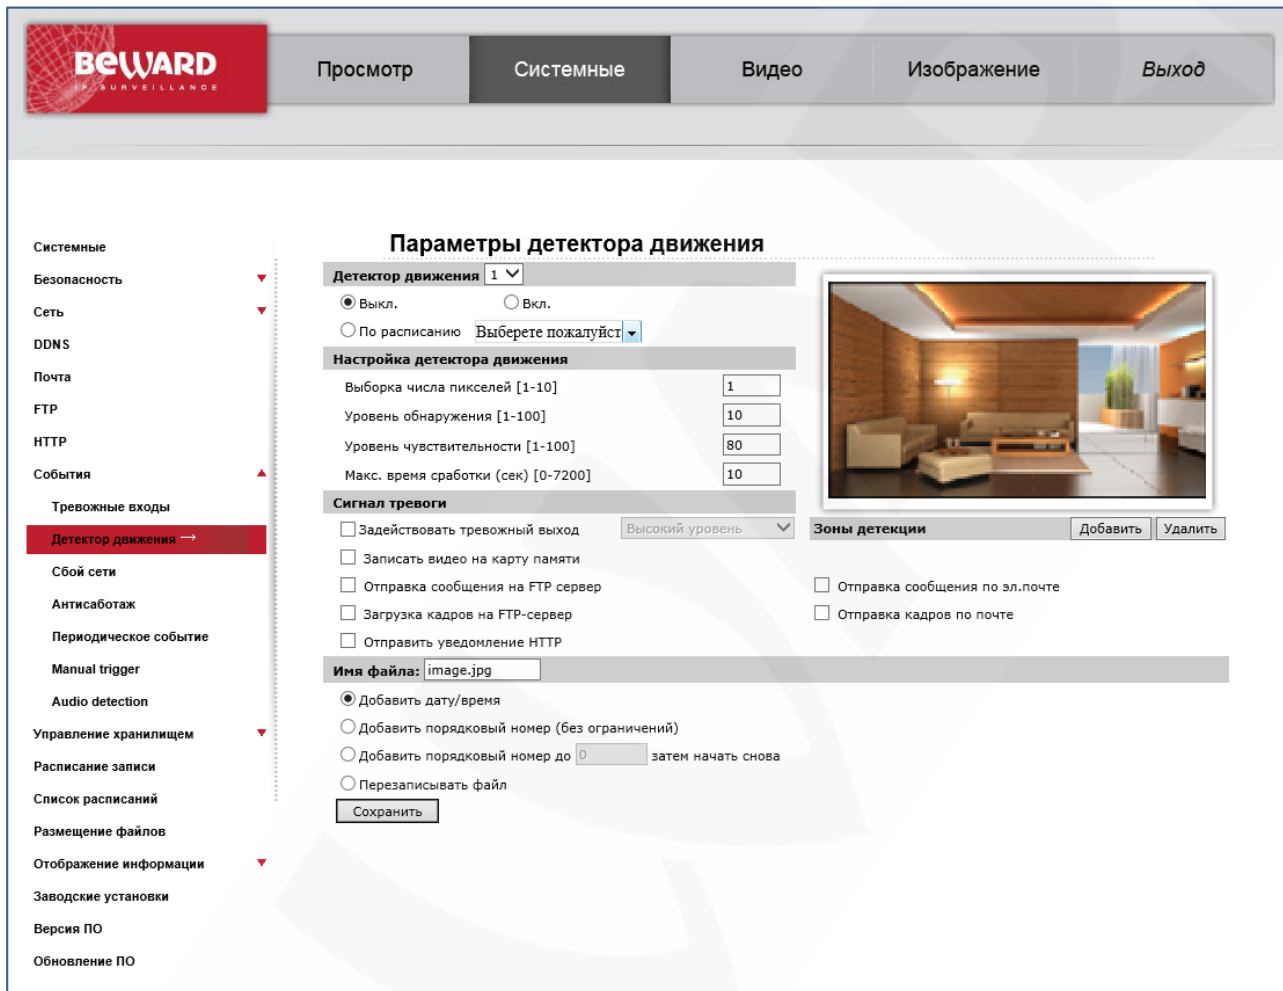 BEWARD
IP SURVEILLANCE
Просмотр
Системные
Видео
Изображение
Выход
Системные
Безопасность
Сеть
DDNS
Почта
FTP
HTTP
События
Тревожные входы
Детектор движения →
Сбой сети
Антисаботаж
Периодическое событие
Manual trigger
Audio detection
Управление хранилищем
Расписание записи
Список расписаний
Размещение файлов
Отображение информации
Заводские установки
Версия ПО
Обновление ПО
Параметры детектора движения
Детектор движения 1
Выкл. Вкл.
По расписанию Выберете пожалуйст
Настройка детектора движения
Выборка числа пикселей [1-10] 1
Уровень обнаружения [1-100] 10
Уровень чувствительности [1-100] 80
Макс. время сработки (сек) [0-7200] 10
Сигнал тревоги
Задействовать тревожный выход Высокий уровень
Зоны детекции Добавить Удалить
Записать видео на карту памяти
Отправка сообщения на FTP сервер Отправка сообщения по эл.почте
Загрузка кадров на FTP-сервер Отправка кадров по почте
Отправить уведомление HTTP
Имя файла: image.jpg
Добавить дату/время
Добавить порядковый номер (без ограничений)
Добавить порядковый номер до 0 затем начать снова
Перезаписывать файл
Сохранить